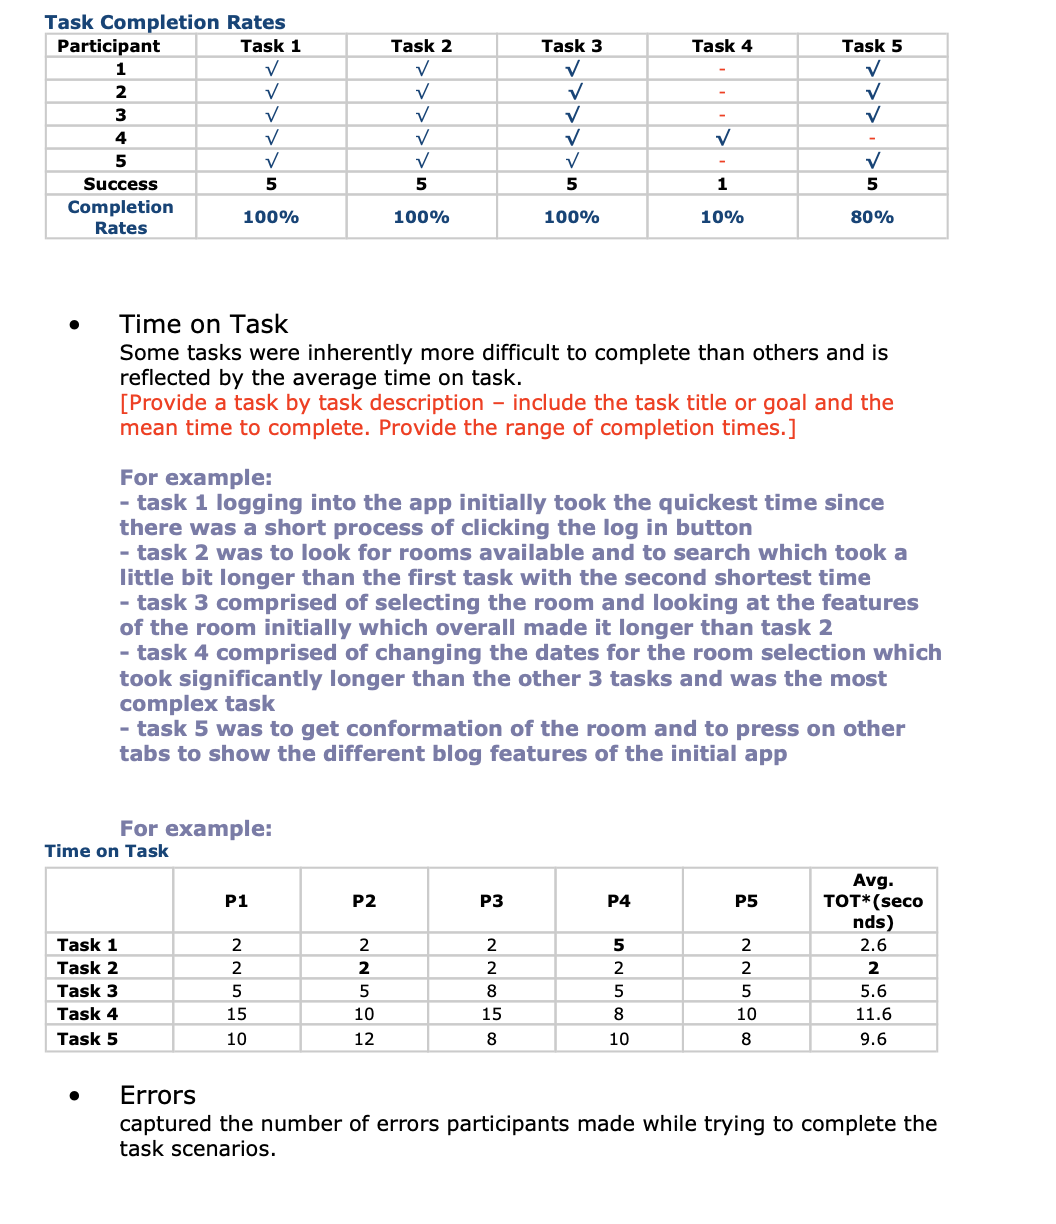 Task Completion Rates
Participant Task 1 Task 2 Task 3 Task 4 Task 5
1 √ √ √ - √
2 √ √ √ - √
3 √ √ √ - √
4 √ √ √ √ -
5 √ √ √ - √
Success 5 5 5 1 5
Completion Rates 100% 100% 100% 10% 80%
• Time on Task
Some tasks were inherently more difficult to complete than others and is
reflected by the average time on task.
[Provide a task by task description – include the task title or goal and the
mean time to complete. Provide the range of completion times.]
For example:
- task 1 logging into the app initially took the quickest time since
there was a short process of clicking the log in button
- task 2 was to look for rooms available and to search which took a
little bit longer than the first task with the second shortest time
- task 3 comprised of selecting the room and looking at the features
of the room initially which overall made it longer than task 2
- task 4 comprised of changing the dates for the room selection which
took significantly longer than the other 3 tasks and was the most
complex task
- task 5 was to get conformation of the room and to press on other
tabs to show the different blog features of the initial app
For example:
Time on Task
P1 P2 P3 P4 P5 Avg. TOT*(seco nds)
Task 1 2 2 2 5 2 2.6
Task 2 2 2 2 2 2 2
Task 3 5 5 8 5 5 5.6
Task 4 15 10 15 8 10 11.6
Task 5 10 12 8 10 8 9.6
• Errors
captured the number of errors participants made while trying to complete the
task scenarios.